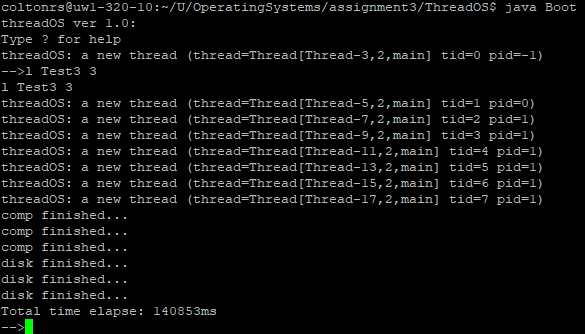 coltonrs@uw1-320-10:~/U/OperatingSystems/assignment3/ThreadOS$ java Boot
threadOS ver 1.0:
Type ? for help
threadOS: a new thread (thread=Thread[Thread-3,2,main] tid=0 pid=-1)
-->l Test3 3
l Test3 3
threadOS: a new thread (thread=Thread[Thread-5,2,main] tid=1 pid=0)
threadOS: a new thread (thread=Thread[Thread-7,2,main] tid=2 pid=1)
threadOS: a new thread (thread=Thread[Thread-9,2,main] tid=3 pid=1)
threadOS: a new thread (thread=Thread[Thread-11,2,main] tid=4 pid=1)
threadOS: a new thread (thread=Thread[Thread-13,2,main] tid=5 pid=1)
threadOS: a new thread (thread=Thread[Thread-15,2,main] tid=6 pid=1)
threadOS: a new thread (thread=Thread[Thread-17,2,main] tid=7 pid=1)
comp finished...
comp finished...
comp finished...
disk finished...
disk finished...
disk finished...
Total time elapse: 140853ms
-->